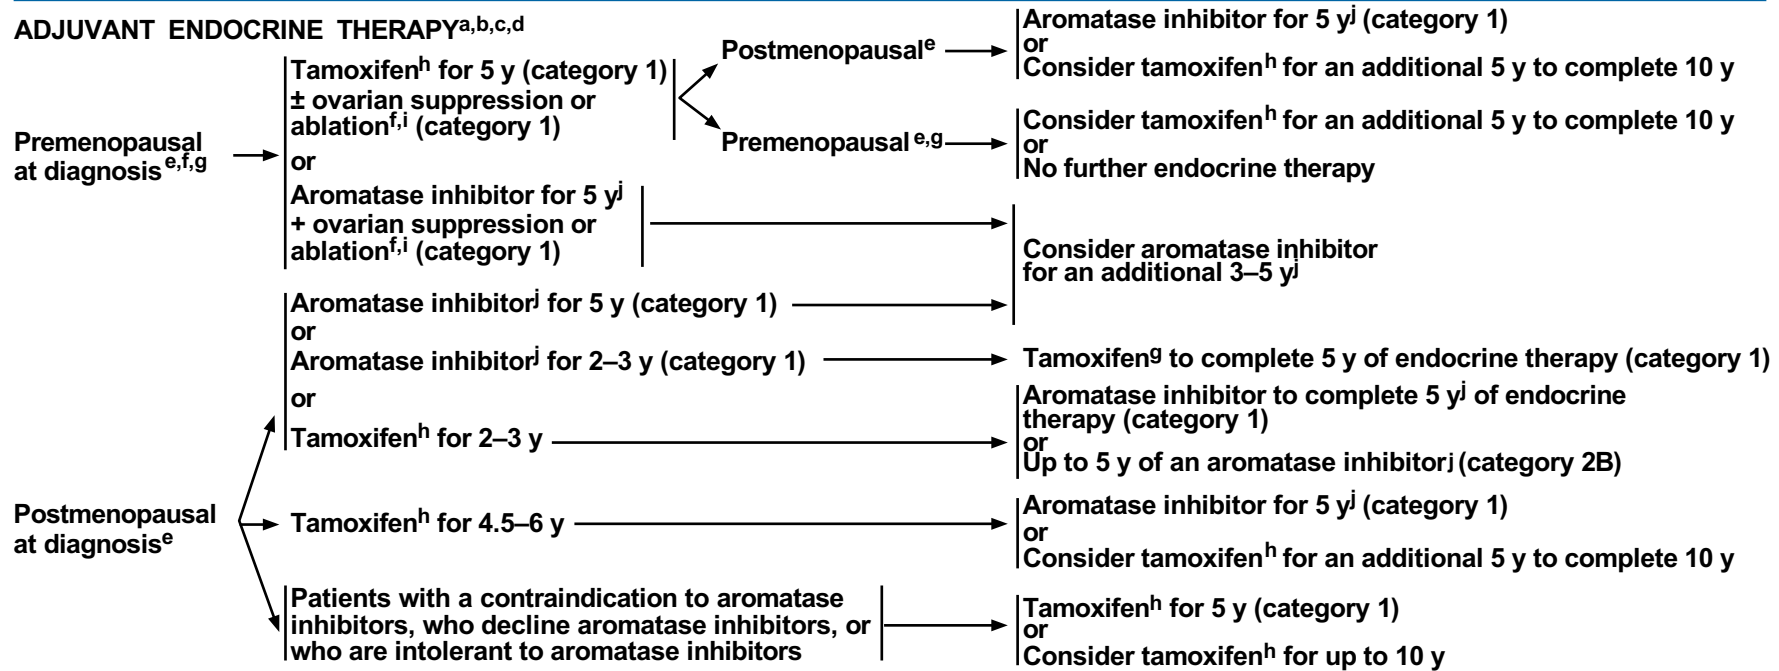 ADJUVANT ENDOCRINE THERAPYa,b,c,d
Premenopausal
at diagnosise,f,g
Tamoxifenh for 5 y (category 1)
± ovarian suppression or
ablationf,i (category 1)
or
Aromatase inhibitor for 5 yj
+ ovarian suppression or
ablationf,i (category 1)
Postmenopausale
Aromatase inhibitor for 5 yj (category 1)
or
Consider tamoxifenh for an additional 5 y to complete 10 y
Premenopausal e,g
Consider tamoxifenh for an additional 5 y to complete 10 y
or
No further endocrine therapy
Consider aromatase inhibitor
for an additional 3–5 yj
Postmenopausal
at diagnosise
Aromatase inhibitorj for 5 y (category 1)
or
Aromatase inhibitorj for 2–3 y (category 1)
or
Tamoxifenh for 2–3 y
Tamoxifeng to complete 5 y of endocrine therapy (category 1)
Aromatase inhibitor to complete 5 yj of endocrine
therapy (category 1)
or
Up to 5 y of an aromatase inhibitorj (category 2B)
Tamoxifenh for 4.5–6 y
Aromatase inhibitor for 5 yj (category 1)
or
Consider tamoxifenh for an additional 5 y to complete 10 y
Patients with a contraindication to aromatase
inhibitors, who decline aromatase inhibitors, or
who are intolerant to aromatase inhibitors
Tamoxifenh for 5 y (category 1)
or
Consider tamoxifenh for up to 10 y